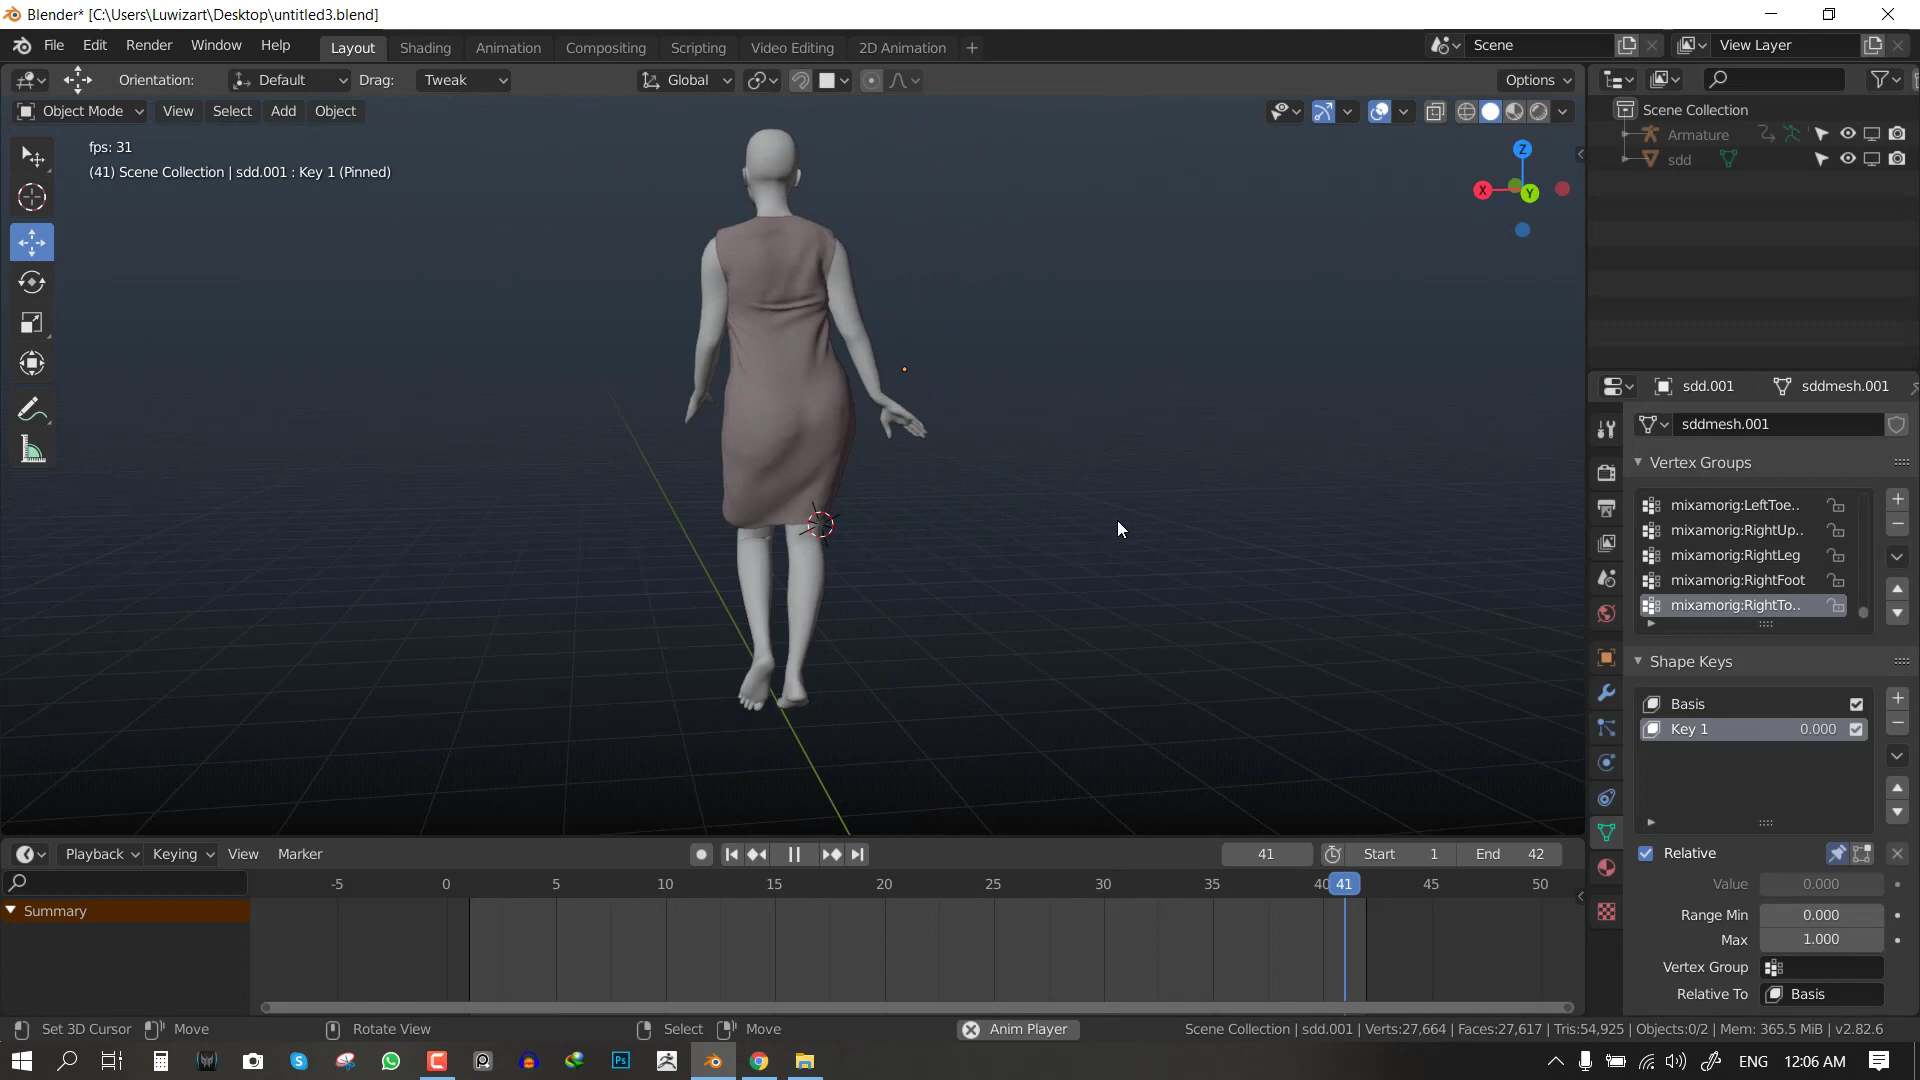 Blender* [C:\Users\Luwizart\Desktop\untitled3.blend]
File Edit Render Window Help
Layout Shading Animation Compositing Scripting Video Editing 2D Animation +
Scene
View Layer
Orientation: Default Drag: Tweak
Global
Options
Object Mode View Select Add Object
fps: 31
(41) Scene Collection | sdd.001 : Key 1 (Pinned)
Z
X
Y
Scene Collection
Armature
sdd
sdd.001 sddmesh.001
sddmesh.001
Vertex Groups
mixamorig:LeftToe..
mixamorig:RightUp..
mixamorig:RightLeg
mixamorig:RightFoot
mixamorig:RightTo..
Shape Keys
Basis
Key 1 0.000
Relative
Value 0.000
Range Min 0.000
Max 1.000
Vertex Group
Relative To Basis
Playback Keying View Marker
41 Start 1 End 42
-5 0 5 10 15 20 25 30 35 40 41 45 50
Summary
Set 3D Cursor Move Rotate View Select Move Anim Player
Scene Collection | sdd.001 | Verts:27,664 | Faces:27,617 | Tris:54,925 | Objects:0/2 | Mem: 365.5 MiB | v2.82.6
Ps
ENG 12:06 AM